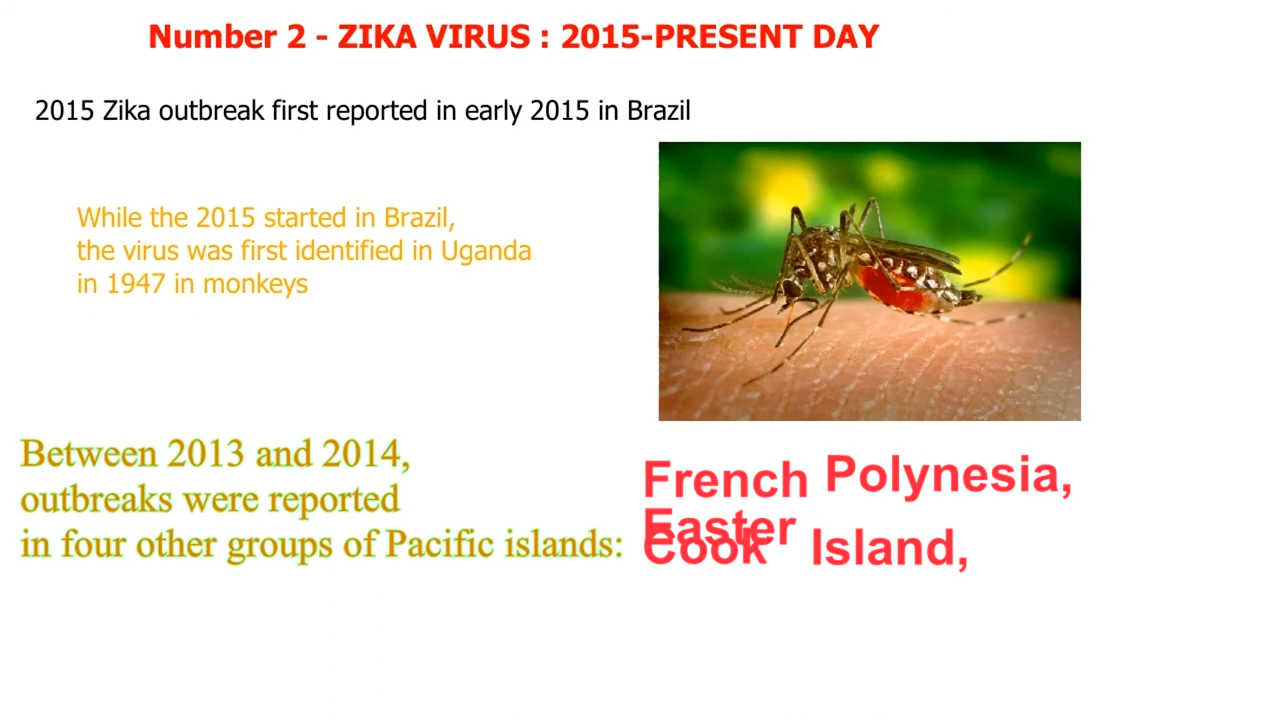 Number 2 - ZIKA VIRUS : 2015-PRESENT DAY
2015 Zika outbreak first reported in early 2015 in Brazil
While the 2015 started in Brazil,
the virus was first identified in Uganda
in 1947 in monkeys
Between 2013 and 2014,
outbreaks were reported
in four other groups of Pacific islands:
French Polynesia,
Easter Island,
Cook